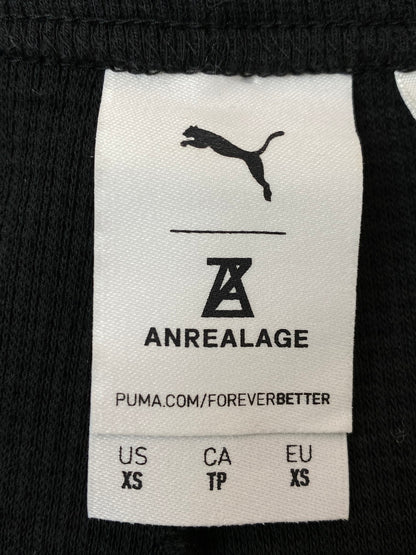 ANREALAGE
PUMA.COM/FOREVERBETTER
US CA EU
XS TP XS